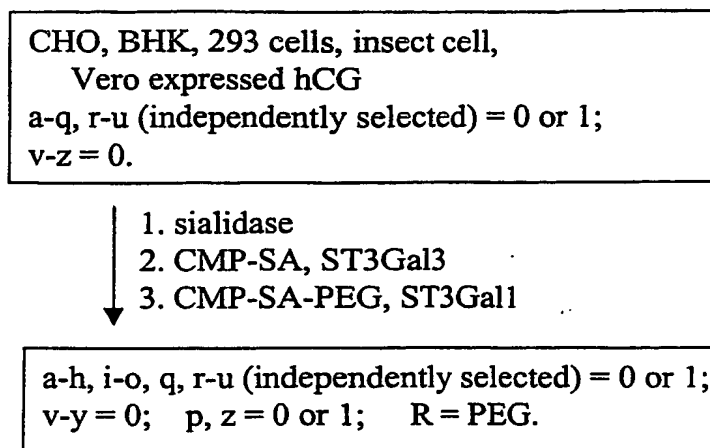 CHO, BHK, 293 cells, insect cell,
Vero expressed hCG
a-q, r-u (independently selected) = 0 or 1;
v-z = 0.
1. sialidase
2. CMP-SA, ST3Gal3
3. CMP-SA-PEG, ST3Gal1
a-h, i-o, q, r-u (independently selected) = 0 or 1;
v-y = 0; p, z = 0 or 1; R = PEG.